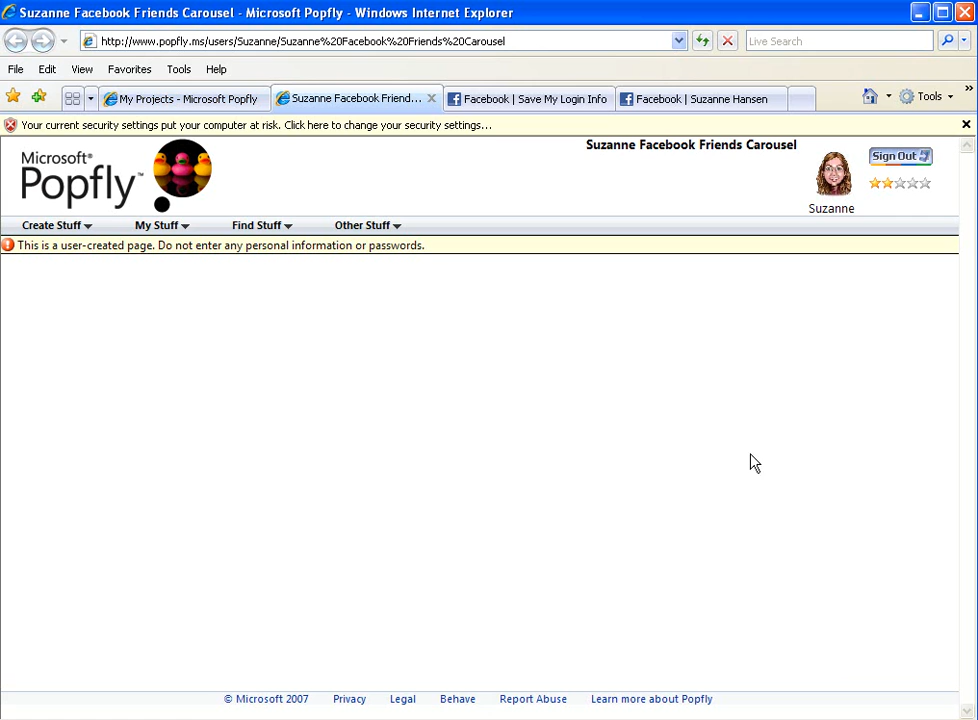 Suzanne Facebook Friends Carousel - Microsoft Popfly - Windows Internet Explorer
http://www.popfly.ms/users/Suzanne/Suzanne%20Facebook%20Friends%20Carousel
Live Search
File Edit View Favorites Tools Help
My Projects - Microsoft Popfly
Suzanne Facebook Friend...
Facebook | Save My Login Info
Facebook | Suzanne Hansen
Tools
Your current security settings put your computer at risk. Click here to change your security settings...
Suzanne Facebook Friends Carousel
Microsoft®
Popfly™
Sign Out
Suzanne
Create Stuff My Stuff Find Stuff Other Stuff
This is a user-created page. Do not enter any personal information or passwords.
© Microsoft 2007 Privacy Legal Behave Report Abuse Learn more about Popfly